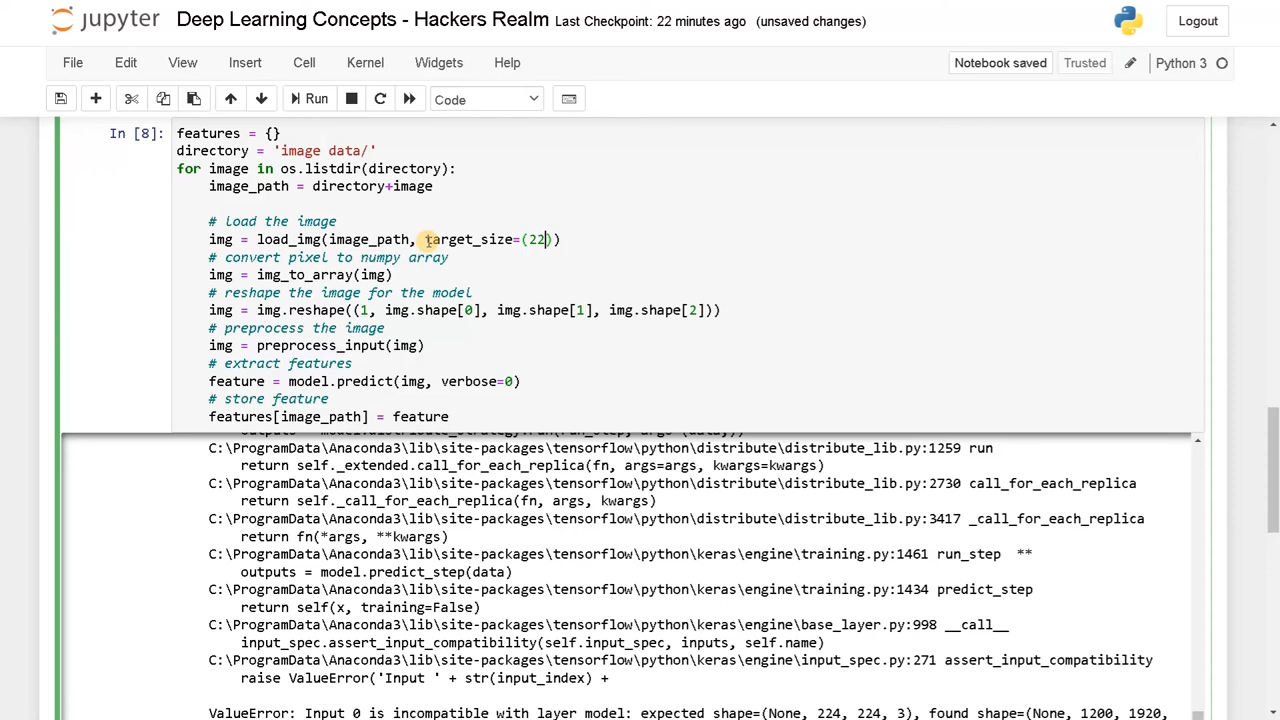 jupyter Deep Learning Concepts - Hackers Realm Last Checkpoint: 22 minutes ago (unsaved changes) Logout
File Edit View Insert Cell Kernel Widgets Help Notebook saved Trusted Python 3
Run Code
In [8]: features = {}
directory = 'image data/'
for image in os.listdir(directory):
image_path = directory+image
# load the image
img = load_img(image_path, target_size=(22))
# convert pixel to numpy array
img = img_to_array(img)
# reshape the image for the model
img = img.reshape((1, img.shape[0], img.shape[1], img.shape[2]))
# preprocess the image
img = preprocess_input(img)
# extract features
feature = model.predict(img, verbose=0)
# store feature
features[image_path] = feature
C:\ProgramData\Anaconda3\lib\site-packages\tensorflow\python\distribute\distribute_lib.py:1259 run
return self._extended.call_for_each_replica(fn, args=args, kwargs=kwargs)
C:\ProgramData\Anaconda3\lib\site-packages\tensorflow\python\distribute\distribute_lib.py:2730 call_for_each_replica
return self._call_for_each_replica(fn, args, kwargs)
C:\ProgramData\Anaconda3\lib\site-packages\tensorflow\python\distribute\distribute_lib.py:3417 _call_for_each_replica
return fn(*args, **kwargs)
C:\ProgramData\Anaconda3\lib\site-packages\tensorflow\python\keras\engine\training.py:1461 run_step **
outputs = model.predict_step(data)
C:\ProgramData\Anaconda3\lib\site-packages\tensorflow\python\keras\engine\training.py:1434 predict_step
return self(x, training=False)
C:\ProgramData\Anaconda3\lib\site-packages\tensorflow\python\keras\engine\base_layer.py:998 __call__
input_spec.assert_input_compatibility(self.input_spec, inputs, self.name)
C:\ProgramData\Anaconda3\lib\site-packages\tensorflow\python\keras\engine\input_spec.py:271 assert_input_compatibility
raise ValueError('Input ' + str(input_index) +
ValueError: Input 0 is incompatible with layer model: expected shape=(None, 224, 224, 3), found shape=(None, 1200, 1920,